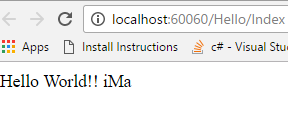 localhost:60060/Hello/Index
Apps Install Instructions c# - Visual Stu
Hello World!! iMa